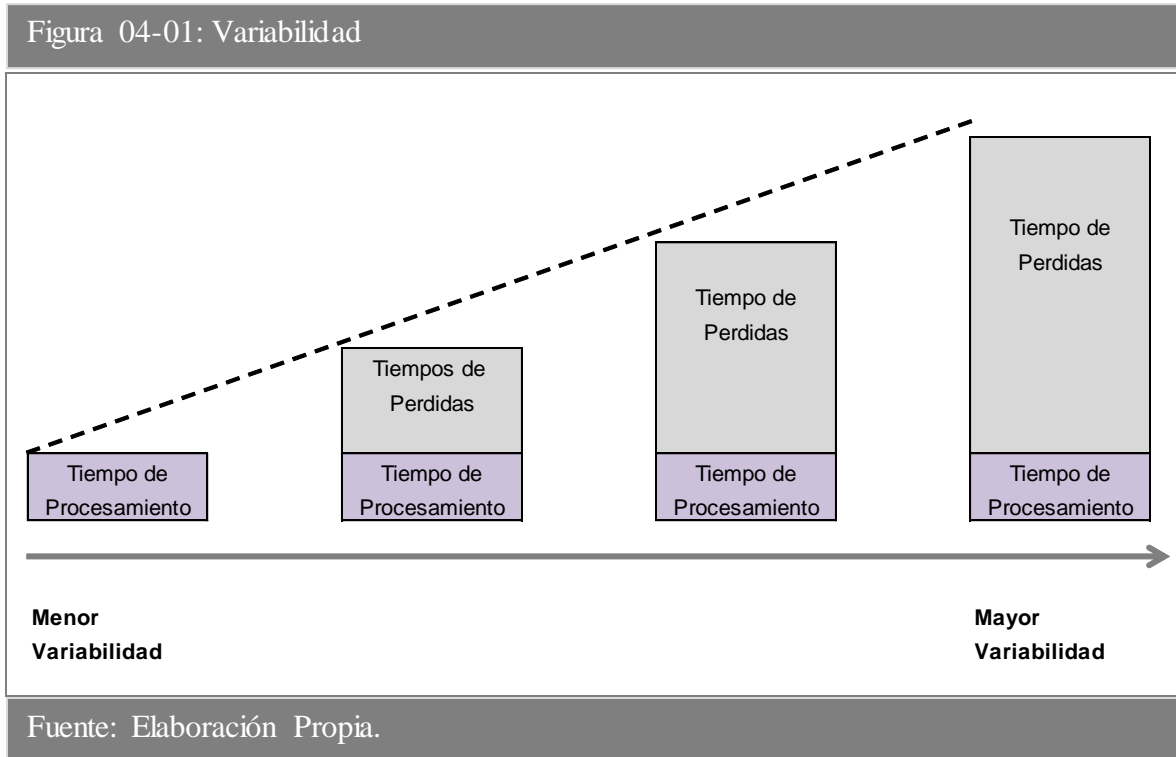 Figura 04-01: Variabilidad
Tiempo de
Perdidas
Tiempo de
Perdidas
Tiempos de
Perdidas
Tiempo de
Procesamiento
Tiempo de
Procesamiento
Tiempo de
Procesamiento
Tiempo de
Procesamiento
Menor
Variabilidad
Mayor
Variabilidad
Fuente: Elaboración Propia.